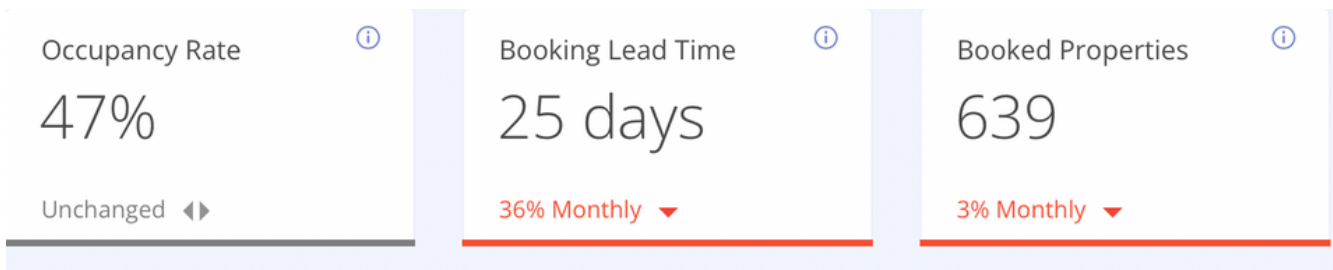 Occupancy Rate
47%
Unchanged
Booking Lead Time
25 days
36% Monthly
Booked Properties
639
3% Monthly